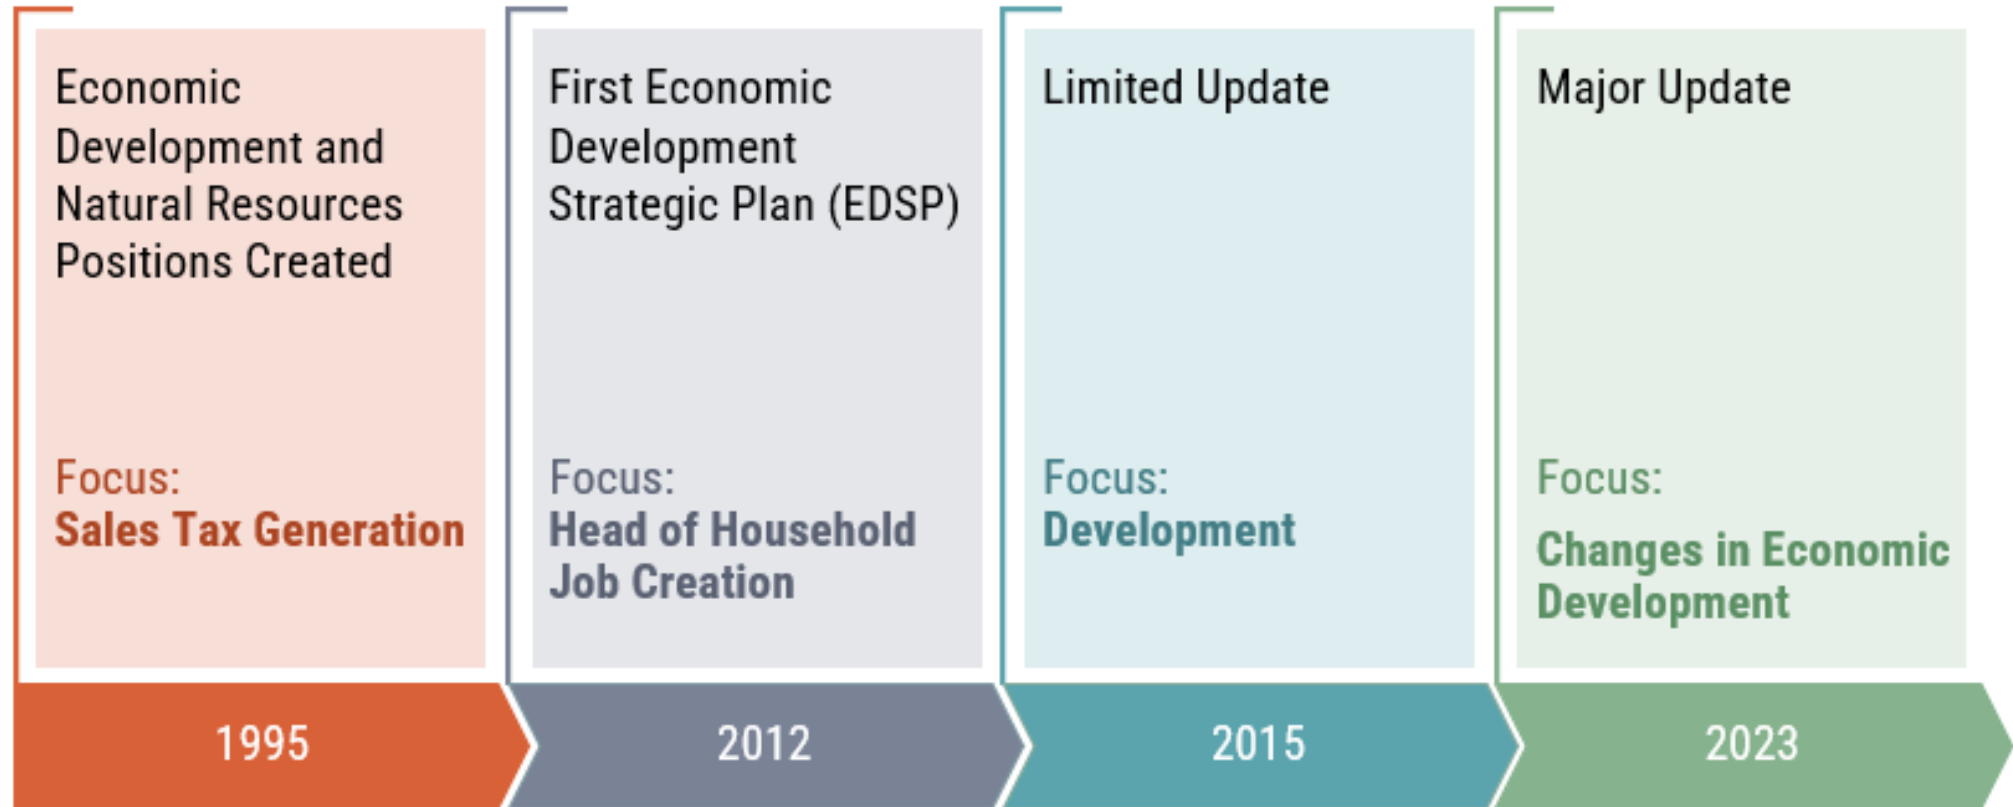 Economic
Development and
Natural Resources
Positions Created
Focus:
Sales Tax Generation
1995
First Economic
Development
Strategic Plan (EDSP)
Focus:
Head of Household
Job Creation
2012
Limited Update
Focus:
Development
2015
Major Update
Focus:
Changes in Economic
Development
2023